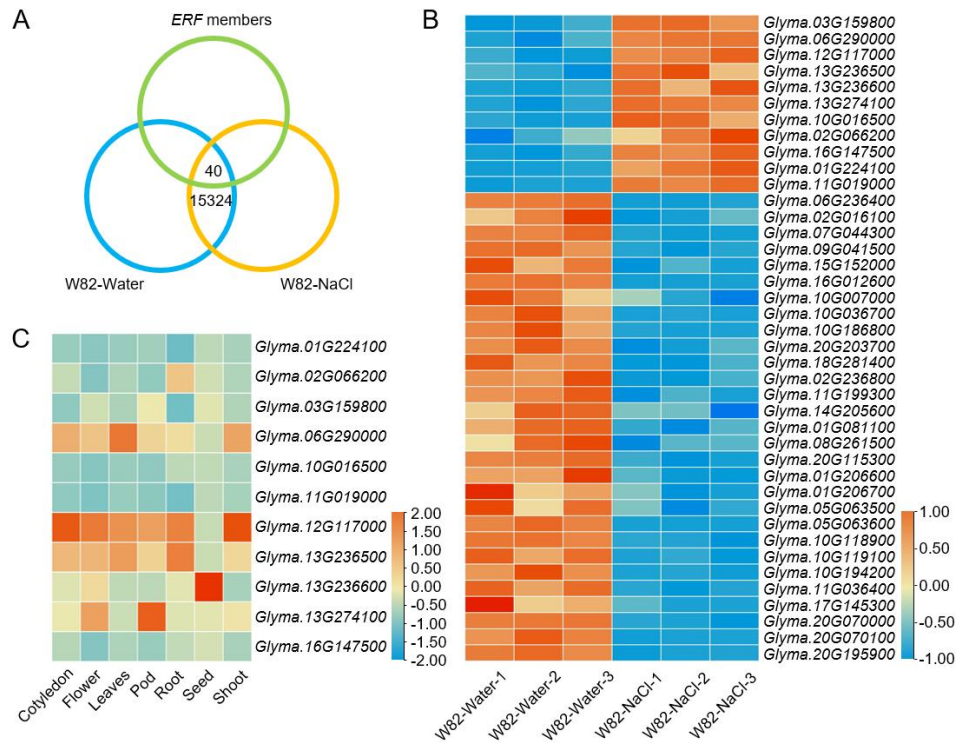 A
ERF members
40
15324
W82-Water
W82-NaCl
B
Glyma.03G159800
Glyma.06G290000
Glyma.12G117000
Glyma.13G236500
Glyma.13G236600
Glyma.13G274100
Glyma.10G016500
Glyma.02G066200
Glyma.16G147500
Glyma.01G224100
Glyma.11G019000
Glyma.06G236400
Glyma.02G016100
Glyma.07G044300
Glyma.09G041500
Glyma.15G152000
Glyma.16G012600
Glyma.10G007000
Glyma.10G036700
Glyma.10G186800
Glyma.20G203700
Glyma.18G281400
Glyma.02G236800
Glyma.11G199300
Glyma.14G205600
Glyma.01G081100
Glyma.08G261500
Glyma.20G115300
Glyma.01G206600
Glyma.01G206700
Glyma.05G063500
Glyma.05G063600
Glyma.10G118900
Glyma.10G119100
Glyma.10G194200
Glyma.11G036400
Glyma.17G145300
Glyma.20G070000
Glyma.20G070100
Glyma.20G195900
W82-Water-1
W82-Water-2
W82-Water-3
W82-NaCl-1
W82-NaCl-2
W82-NaCl-3
1.00
0.50
0.00
-0.50
-1.00
C
Glyma.01G224100
Glyma.02G066200
Glyma.03G159800
Glyma.06G290000
Glyma.10G016500
Glyma.11G019000
Glyma.12G117000
Glyma.13G236500
Glyma.13G236600
Glyma.13G274100
Glyma.16G147500
Cotyledon
Flower
Leaves
Pod
Root
Seed
Shoot
2.00
1.50
1.00
0.50
0.00
-0.50
-1.00
-1.50
-2.00